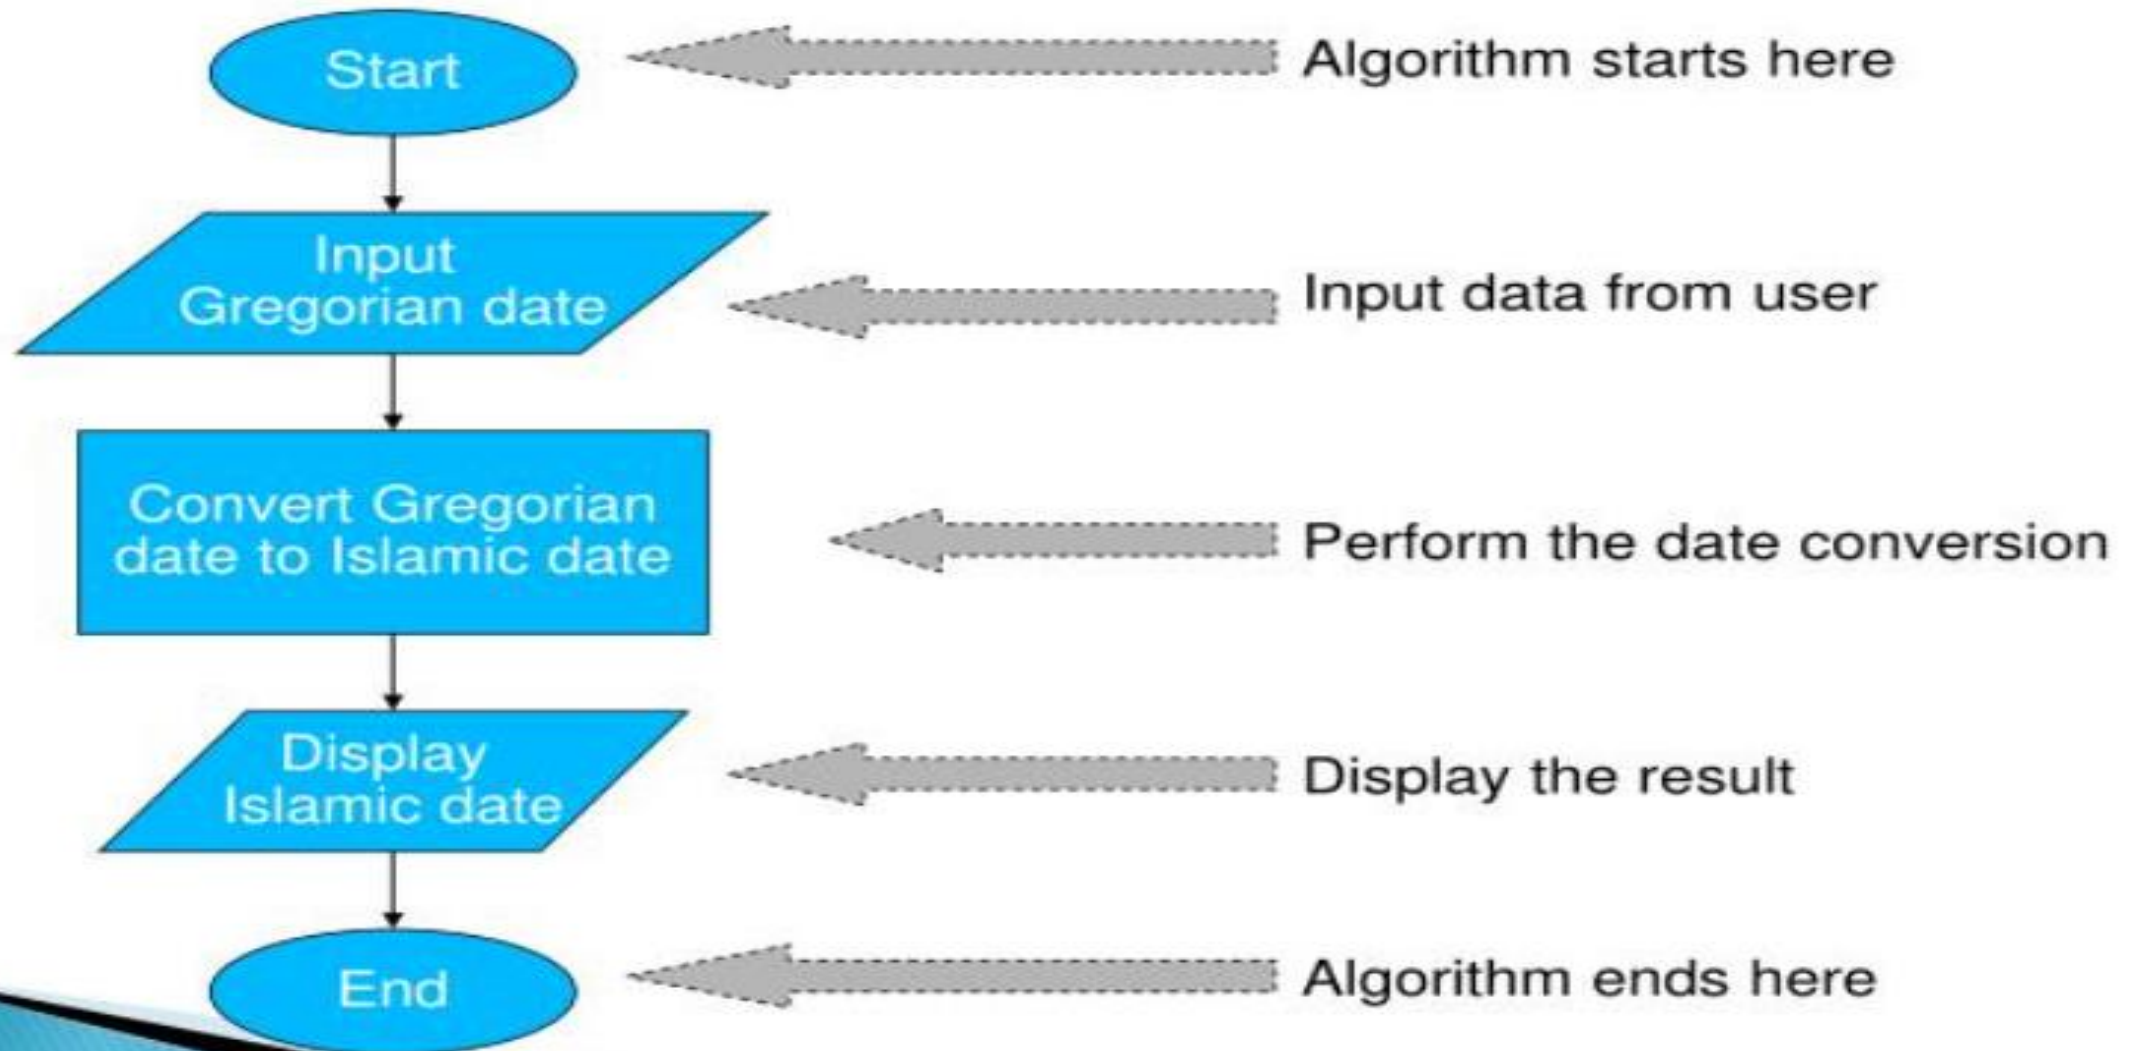 Start
Algorithm starts here
Input
Gregorian date
Input data from user
Convert Gregorian
date to Islamic date
Perform the date conversion
Display
Islamic date
Display the result
End
Algorithm ends here